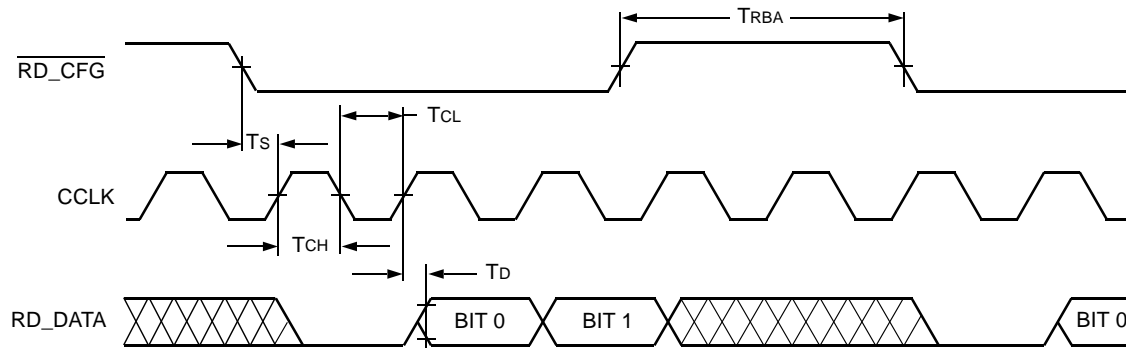 TRBA
RD_CFG
TCL
TS
CCLK
TCH
TD
RD_DATA
BIT 0
BIT 1
BIT 0